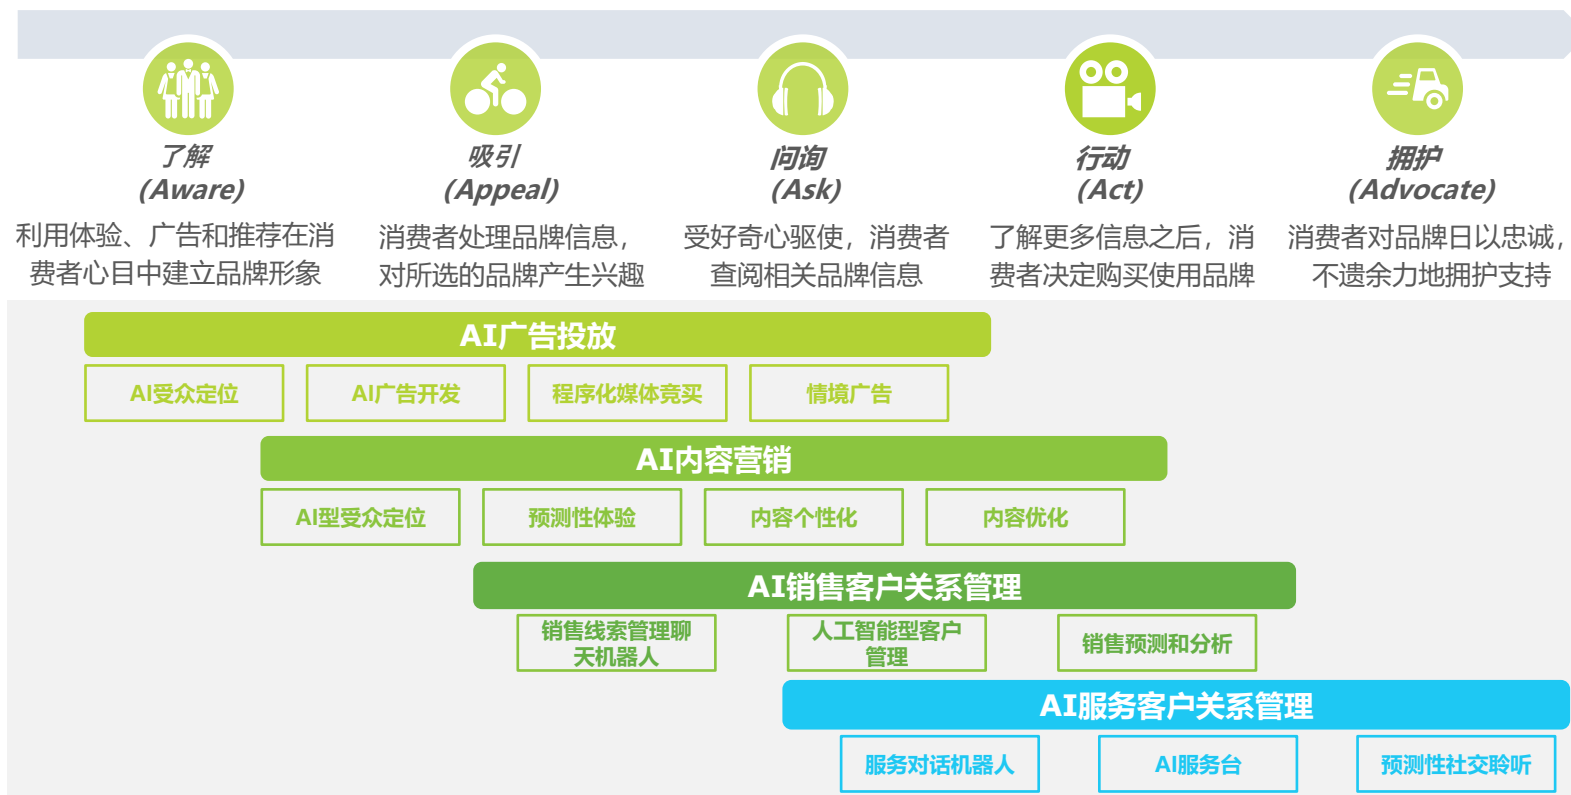 了解
(Aware)
利用体验、广告和推荐在消
费者心目中建立品牌形象
吸引
(Appeal)
消费者处理品牌信息，
对所选的品牌产生兴趣
问询
(Ask)
受好奇心驱使，消费者
查阅相关品牌信息
行动
(Act)
了解更多信息之后，消
费者决定购买使用品牌
拥护
(Advocate)
消费者对品牌日以忠诚，
不遗余力地拥护支持
AI广告投放
AI受众定位
AI广告开发
程序化媒体竞买
情境广告
AI内容营销
AI型受众定位
预测性体验
内容个性化
内容优化
AI销售客户关系管理
销售线索管理聊
天机器人
人工智能型客户
管理
销售预测和分析
AI服务客户关系管理
服务对话机器人
AI服务台
预测性社交聆听